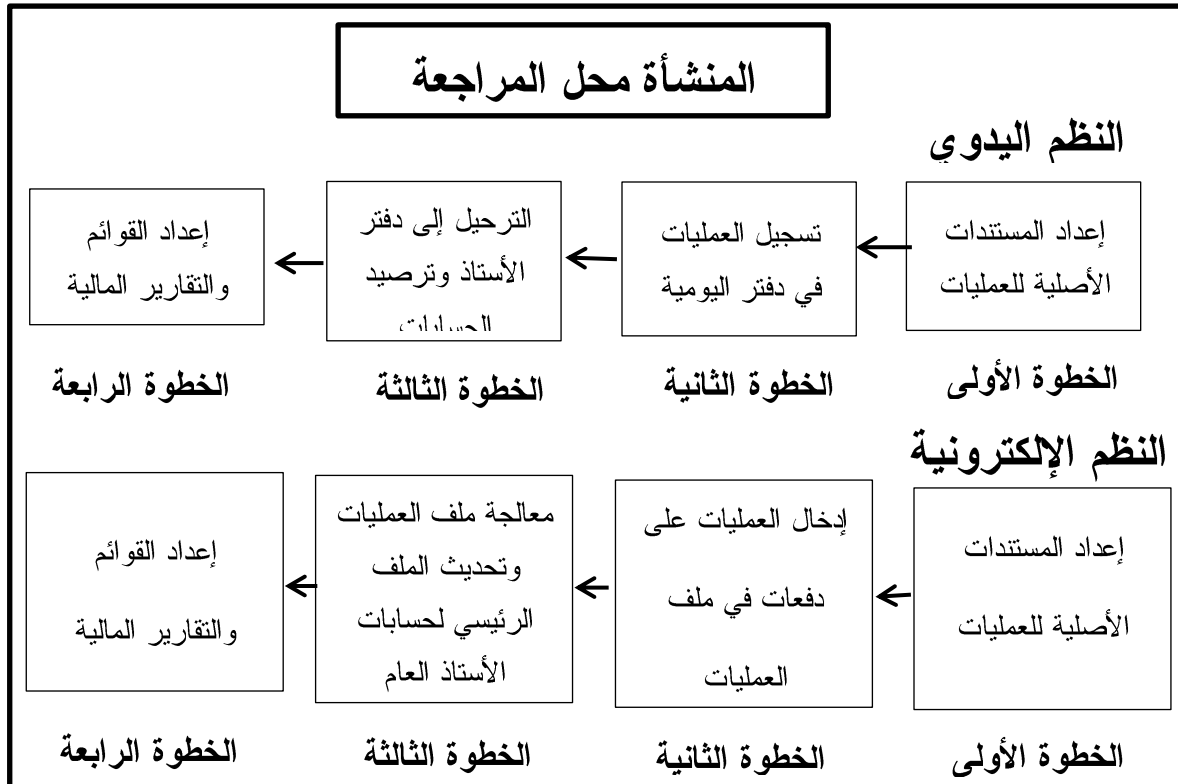 المنشأة محل المراجعة
النظم اليدوي
إعداد المستندات
الأصلية للعمليات
تسجيل العمليات
في دفتر اليومية
الترحيل إلى دفتر
الأستاذ وترصيد
الحسابات
إعداد القوائم
والتقارير المالية
الخطوة الأولى
الخطوة الثانية
الخطوة الثالثة
الخطوة الرابعة
النظم الإلكترونية
إعداد المستندات
الأصلية للعمليات
إدخال العمليات على
دفعات في ملف
العمليات
معالجة ملف العمليات
وتحديث الملف
الرئيسي لحسابات
الأستاذ العام
إعداد القوائم
والتقارير المالية
الخطوة الأولى
الخطوة الثانية
الخطوة الثالثة
الخطوة الرابعة